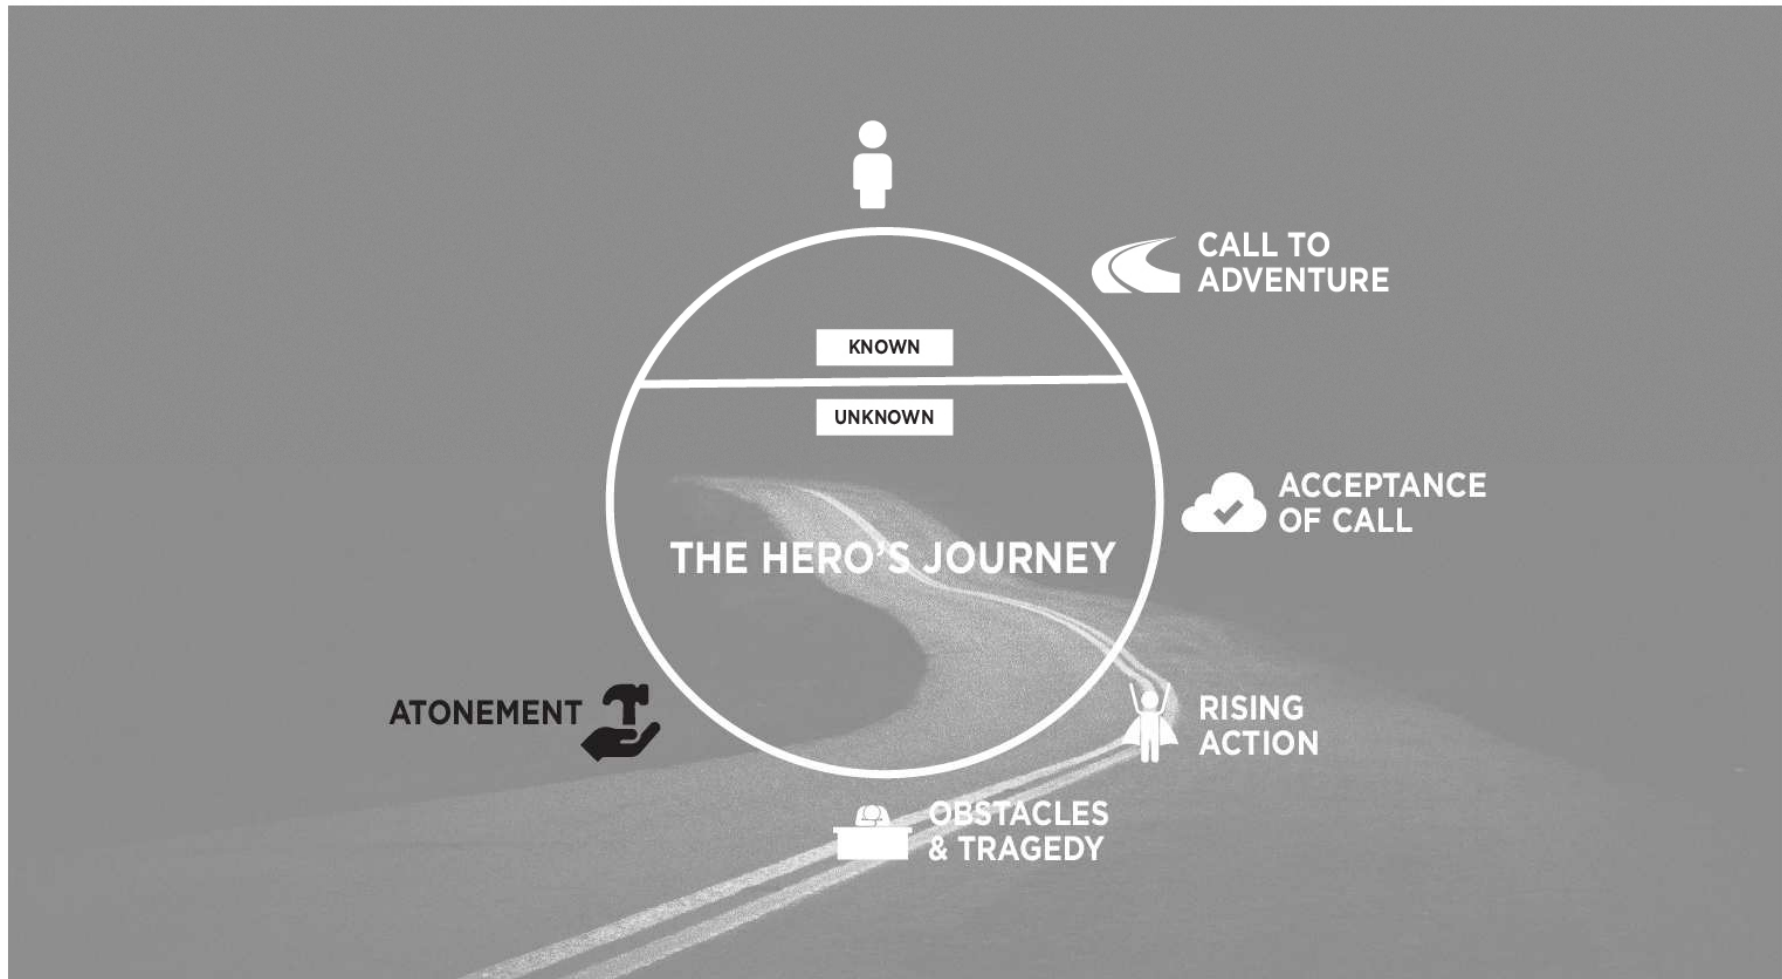 CALL TO
ADVENTURE
KNOWN
UNKNOWN
ACCEPTANCE
OF CALL
THE HERO'S JOURNEY
ATONEMENT
RISING
ACTION
OBSTACLES
& TRAGEDY